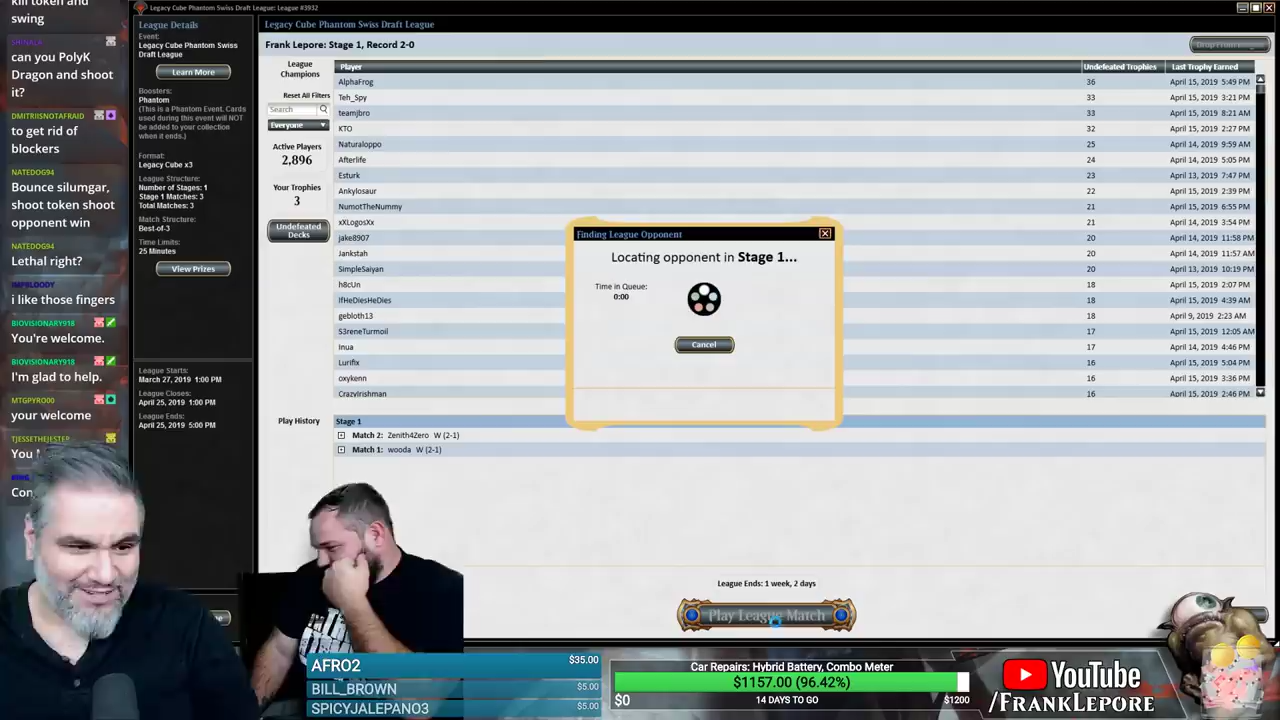 kill token and
swing
SHINALA
can you PolyK
Dragon and shoot
it?
DMITRIISNOTAFRAID
to get rid of
blockers
NATEDOG94
Bounce silumgar,
shoot token shoot
opponent win
NATEDOG94
Lethal right?
IMPBLOODY
i like those fingers
BIOVISIONARY918
You're welcome.
BIOVISIONARY918
I'm glad to help.
MTGPYRO00
your welcome
TJESSETHEJESTER
You
Con
Legacy Cube Phantom Swiss Draft League: League #3932
League Details
Event:
Legacy Cube Phantom Swiss
Draft League
Learn More
Boosters:
Phantom
(This is a Phantom Event. Cards
used during this event will NOT
be added to your collection
when it ends.)
Format:
Legacy Cube x3
League Structure:
Number of Stages: 1
Stage 1 Matches: 3
Total Matches: 3
Match Structure:
Best-of-3
Time Limits:
25 Minutes
View Prizes
League Starts:
March 27, 2019 1:00 PM
League Closes:
April 25, 2019 1:00 PM
League Ends:
April 25, 2019 5:00 PM
Legacy Cube Phantom Swiss Draft League
Frank Lepore: Stage 1, Record 2-0
League
Champions
Reset All Filters
Search
Everyone
Active Players
2,896
Your Trophies
3
Undefeated
Decks
Player Undefeated Trophies Last Trophy Earned
AlphaFrog 36 April 15, 2019 5:49 PM
Teh_Spy 33 April 15, 2019 3:21 PM
teamjbro 33 April 15, 2019 8:21 AM
KTO 32 April 15, 2019 2:27 PM
Naturaloppo 25 April 14, 2019 9:59 AM
Afterlife 24 April 14, 2019 5:05 PM
Esturk 23 April 13, 2019 7:47 PM
Ankylosaur 22 April 15, 2019 2:39 PM
NumotTheNummy 21 April 15, 2019 6:55 PM
xXLogosXx 21 April 14, 2019 3:54 PM
jake8907 20 April 14, 2019 11:58 PM
Jankstah 20 April 14, 2019 11:57 AM
SimpleSaiyan 20 April 13, 2019 10:19 PM
h8cUn 18 April 15, 2019 2:07 PM
IfHeDiesHeDies 18 April 15, 2019 4:39 AM
gebloth13 18 April 9, 2019 2:23 AM
S3reneTurmoil 17 April 15, 2019 12:05 AM
Inua 17 April 14, 2019 4:46 PM
Lurifix 16 April 15, 2019 5:04 PM
oxykenn 16 April 15, 2019 3:36 PM
CrazyIrishman 16 April 15, 2019 2:46 PM
Finding League Opponent
Locating opponent in Stage 1...
Time in Queue:
0:00
Cancel
Play History
Stage 1
Match 2: Zenith4Zero W (2-1)
Match 1: wooda W (2-1)
League Ends: 1 week, 2 days
Play League Match
AFRO2 $35.00
BILL_BROWN $5.00
SPICYJALEPANO3 $5.00
Car Repairs: Hybrid Battery, Combo Meter
$1157.00 (96.42%)
$0 14 DAYS TO GO $1200
YouTube
/FRANKLEPORE